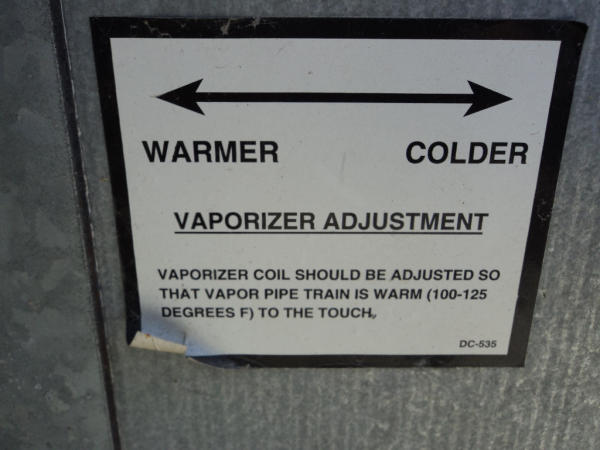 WARMER COLDER
VAPORIZER ADJUSTMENT
VAPORIZER COIL SHOULD BE ADJUSTED SO
THAT VAPOR PIPE TRAIN IS WARM (100-125
DEGREES F) TO THE TOUCH.
DC-535